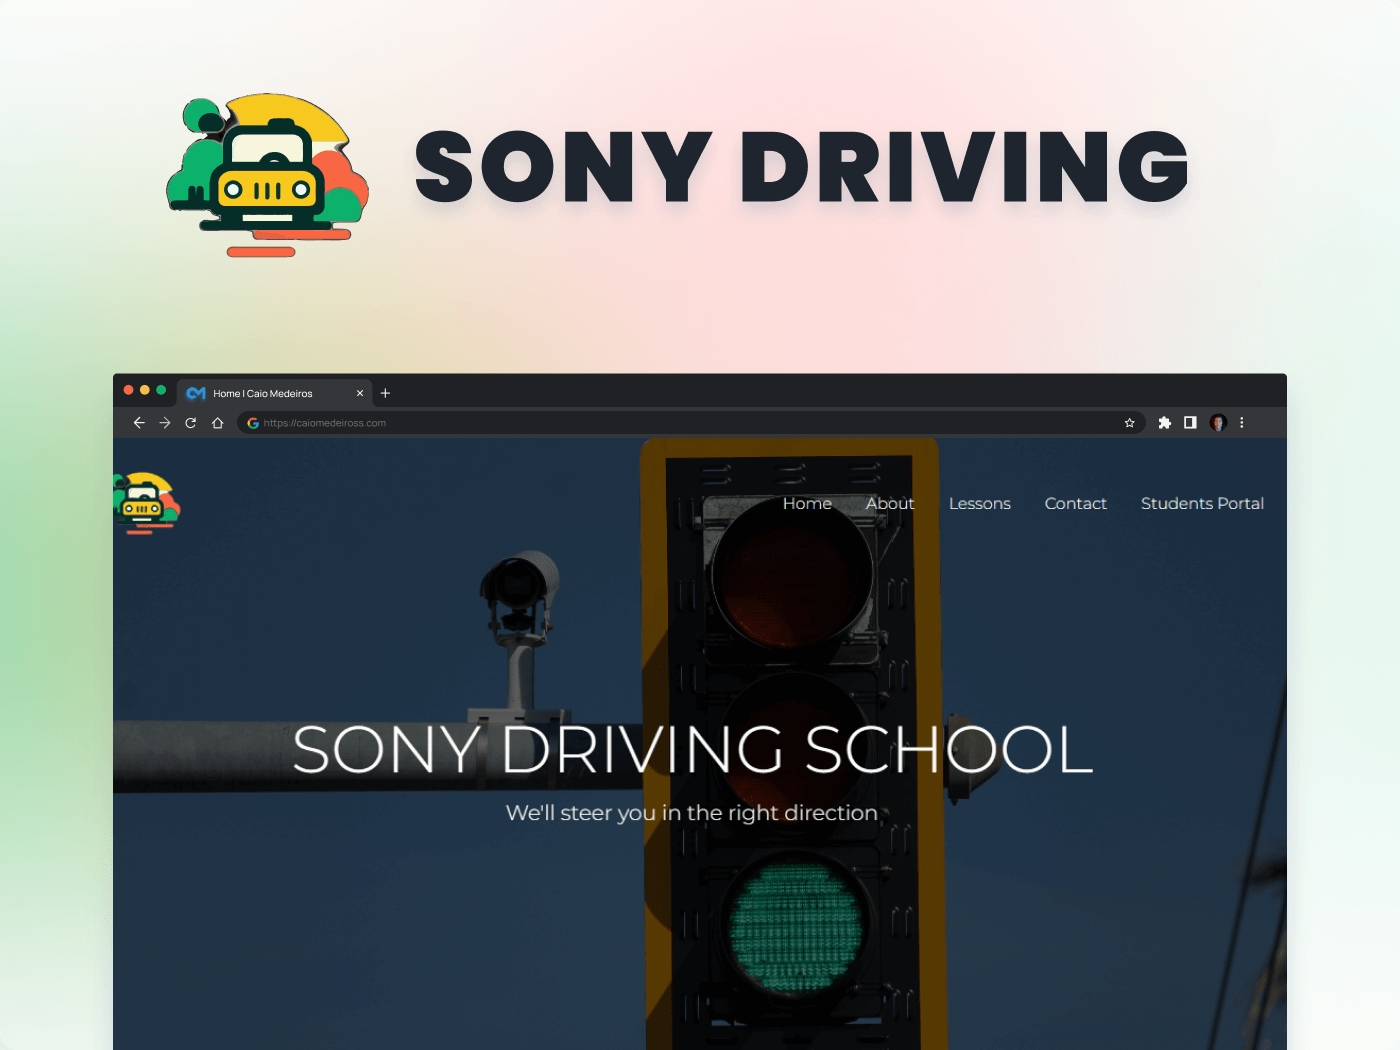 SONY DRIVING
Home | Caio Medeiros
https://caiomedeiross.com
Home About Lessons Contact Students Portal
SONY DRIVING SCHOOL
We'll steer you in the right direction